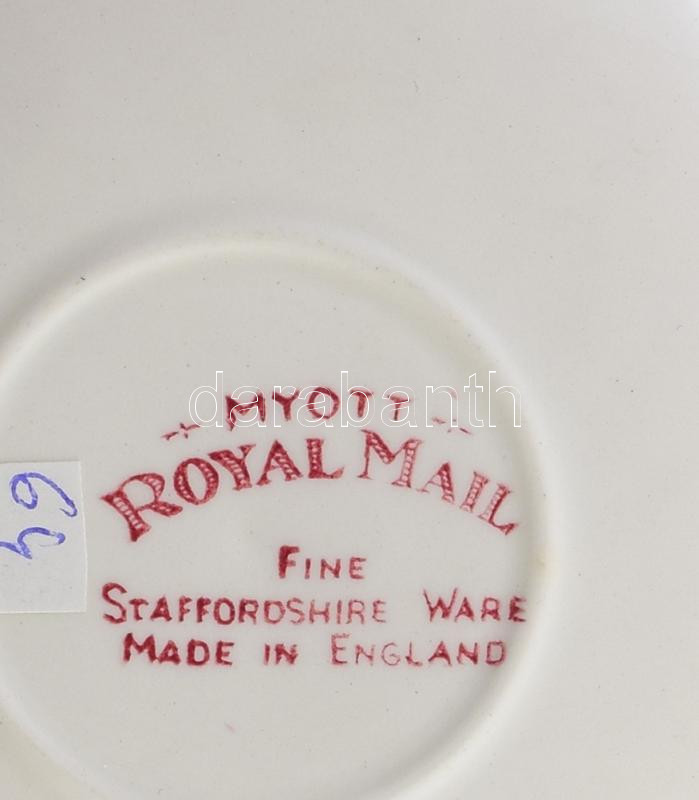 MYOTT
ROYAL MAIL
FINE
STAFFORDSHIRE WARE
MADE IN ENGLAND
darabanth